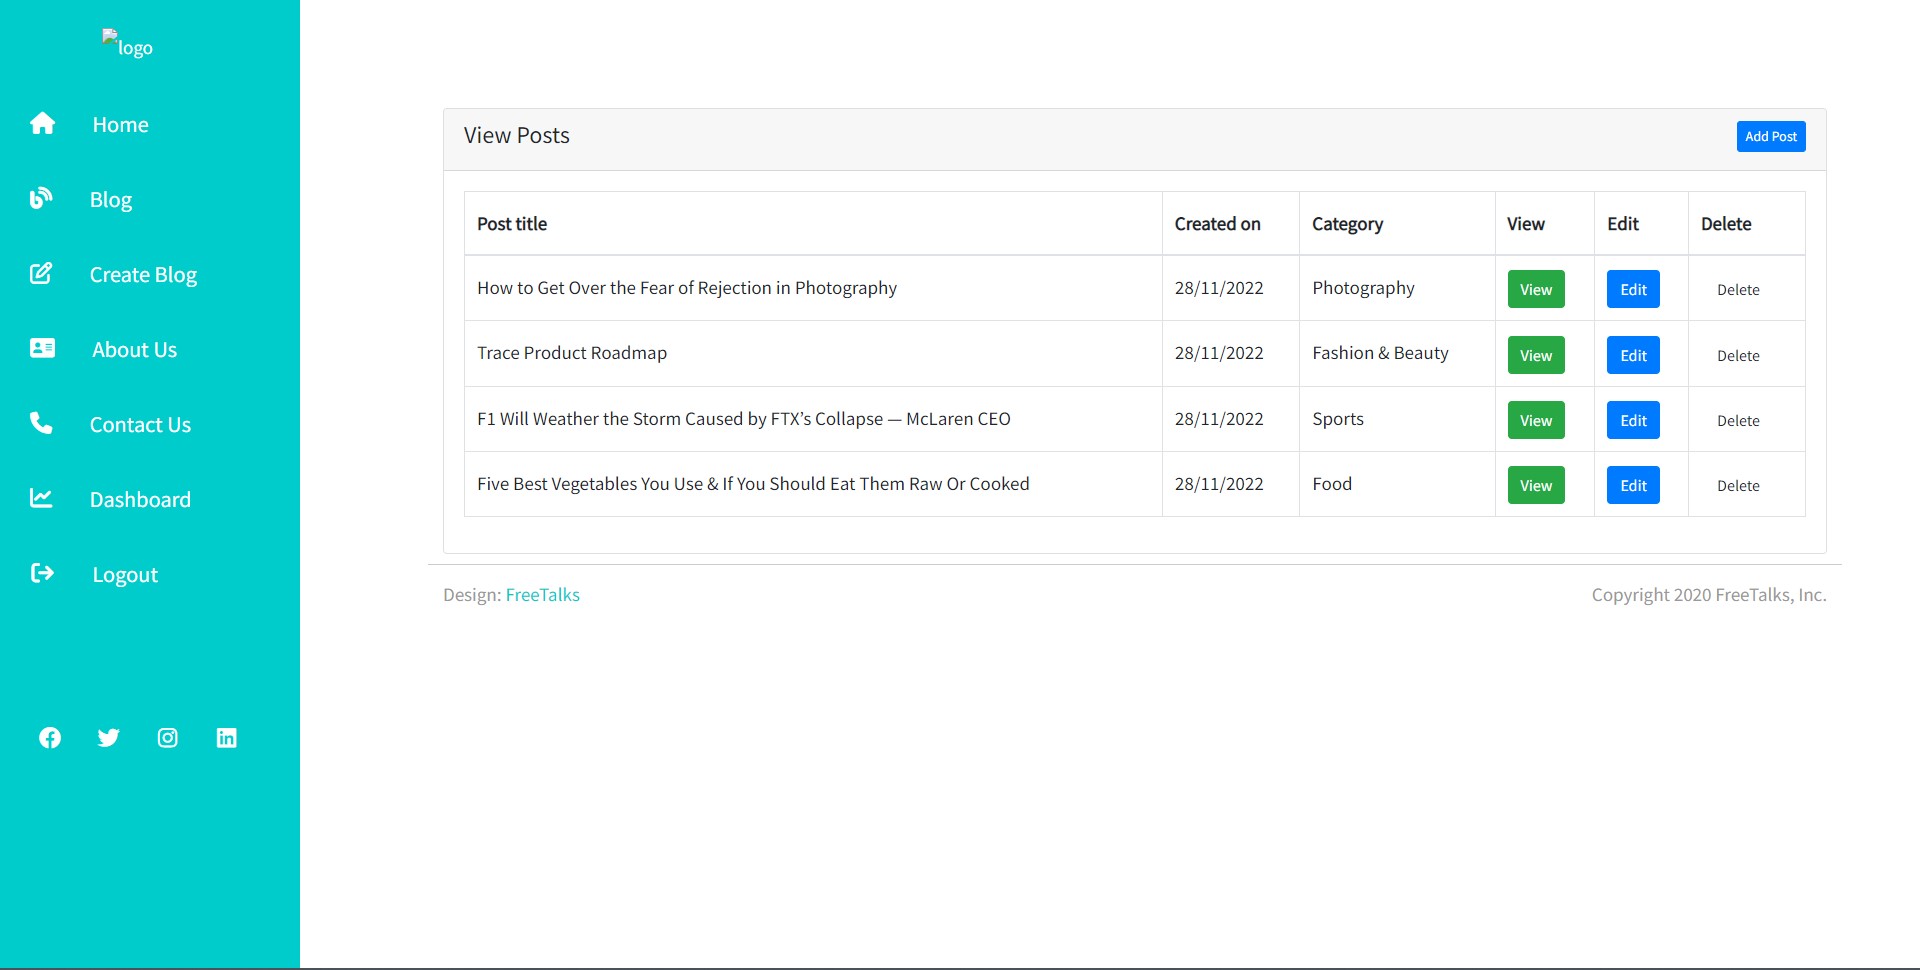 logo
Home
Blog
Create Blog
About Us
Contact Us
Dashboard
Logout
View Posts
Add Post
Post title Created on Category View Edit Delete
How to Get Over the Fear of Rejection in Photography 28/11/2022 Photography View Edit Delete
Trace Product Roadmap 28/11/2022 Fashion & Beauty View Edit Delete
F1 Will Weather the Storm Caused by FTX’s Collapse — McLaren CEO 28/11/2022 Sports View Edit Delete
Five Best Vegetables You Use & If You Should Eat Them Raw Or Cooked 28/11/2022 Food View Edit Delete
Design: FreeTalks
Copyright 2020 FreeTalks, Inc.